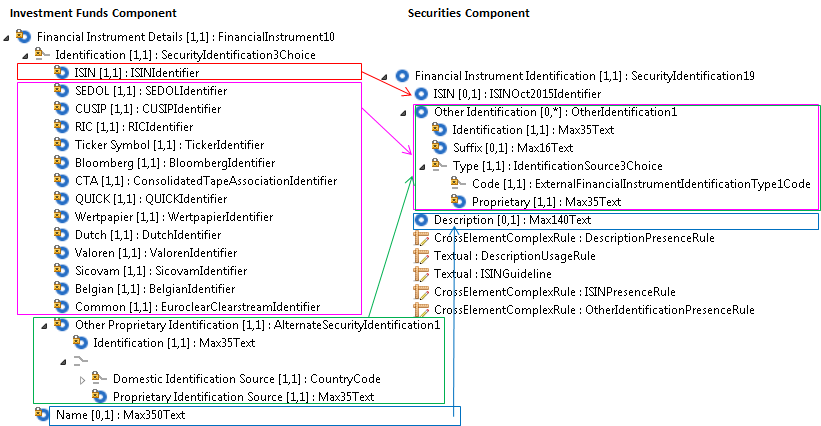 Investment Funds Component
Financial Instrument Details [1,1] : FinancialInstrument10
Identification [1,1] : SecurityIdentification3Choice
ISIN [1,1] : ISINIdentifier
SEDOL [1,1] : SEDOLIdentifier
CUSIP [1,1] : CUSIPIdentifier
RIC [1,1] : RICIdentifier
Ticker Symbol [1,1] : TickerIdentifier
Bloomberg [1,1] : BloombergIdentifier
CTA [1,1] : ConsolidatedTapeAssociationIdentifier
QUICK [1,1] : QUICKIdentifier
Wertpapier [1,1] : WertpapierIdentifier
Dutch [1,1] : DutchIdentifier
Valoren [1,1] : ValorenIdentifier
Sicovam [1,1] : SicovamIdentifier
Belgian [1,1] : BelgianIdentifier
Common [1,1] : EuroclearClearstreamIdentifier
Other Proprietary Identification [1,1] : AlternateSecurityIdentification1
Identification [1,1] : Max35Text
Domestic Identification Source [1,1] : CountryCode
Proprietary Identification Source [1,1] : Max35Text
Name [0,1] : Max350Text
Securities Component
Financial Instrument Identification [1,1] : SecurityIdentification19
ISIN [0,1] : ISINOct2015Identifier
Other Identification [0,*] : OtherIdentification1
Identification [1,1] : Max35Text
Suffix [0,1] : Max16Text
Type [1,1] : IdentificationSource3Choice
Code [1,1] : ExternalFinancialInstrumentIdentificationType1Code
Proprietary [1,1] : Max35Text
Description [0,1] : Max140Text
CrossElementComplexRule : DescriptionPresenceRule
Textual : DescriptionUsageRule
Textual : ISINGuideline
CrossElementComplexRule : ISINPresenceRule
CrossElementComplexRule : OtherIdentificationPresenceRule